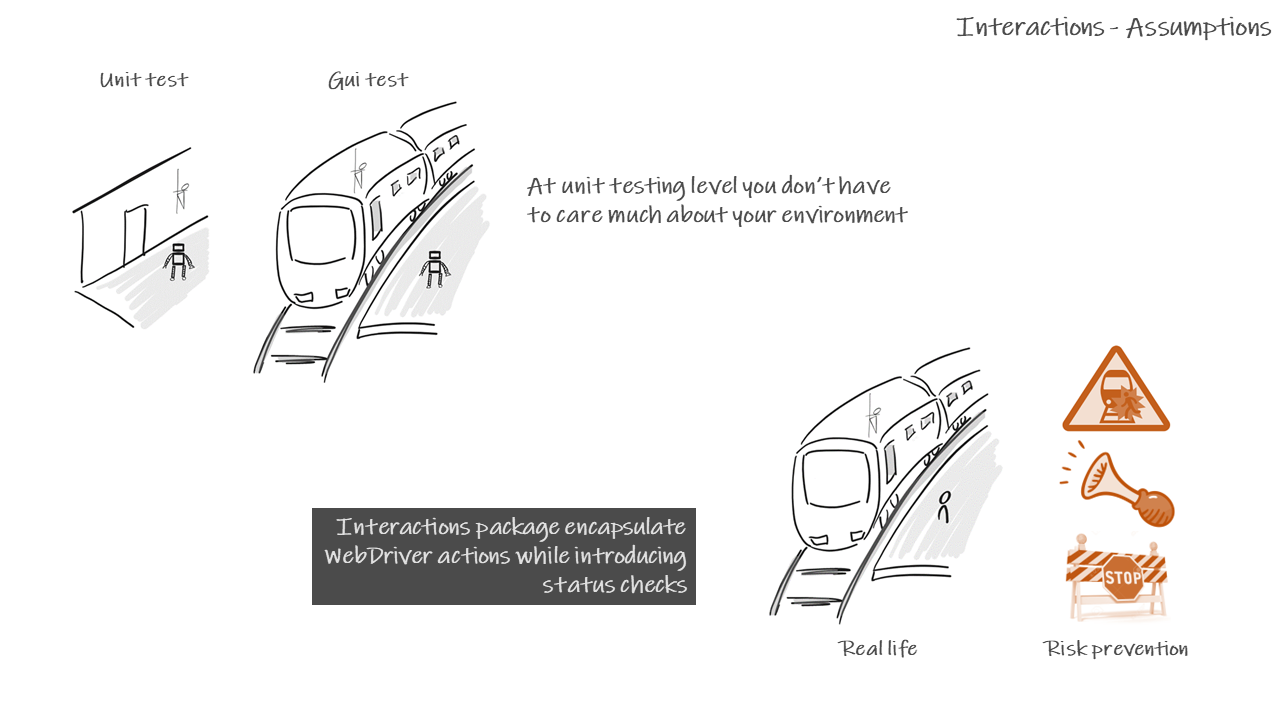 Interactions - Assumptions
Unit test
Gui test
At unit testing level you don't have
to care much about your environment
Interactions package encapsulate
WebDriver actions while introducing
status checks
STOP
Real life
Risk prevention